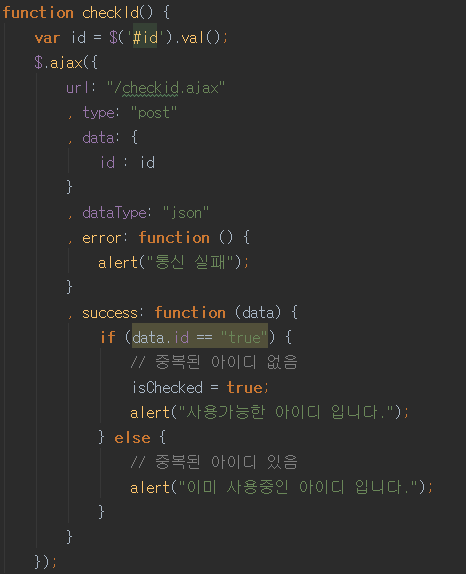 function checkId() {
var id = $('#id').val();
$.ajax({
url: "/checkid.ajax"
, type: "post"
, data: {
id : id
}
, dataType: "json"
, error: function () {
alert("통신 실패");
}
, success: function (data) {
if (data.id == "true") {
// 중복된 아이디 없음
isChecked = true;
alert("사용가능한 아이디 입니다.");
} else {
// 중복된 아이디 있음
alert("이미 사용중인 아이디 입니다.");
}
}
});